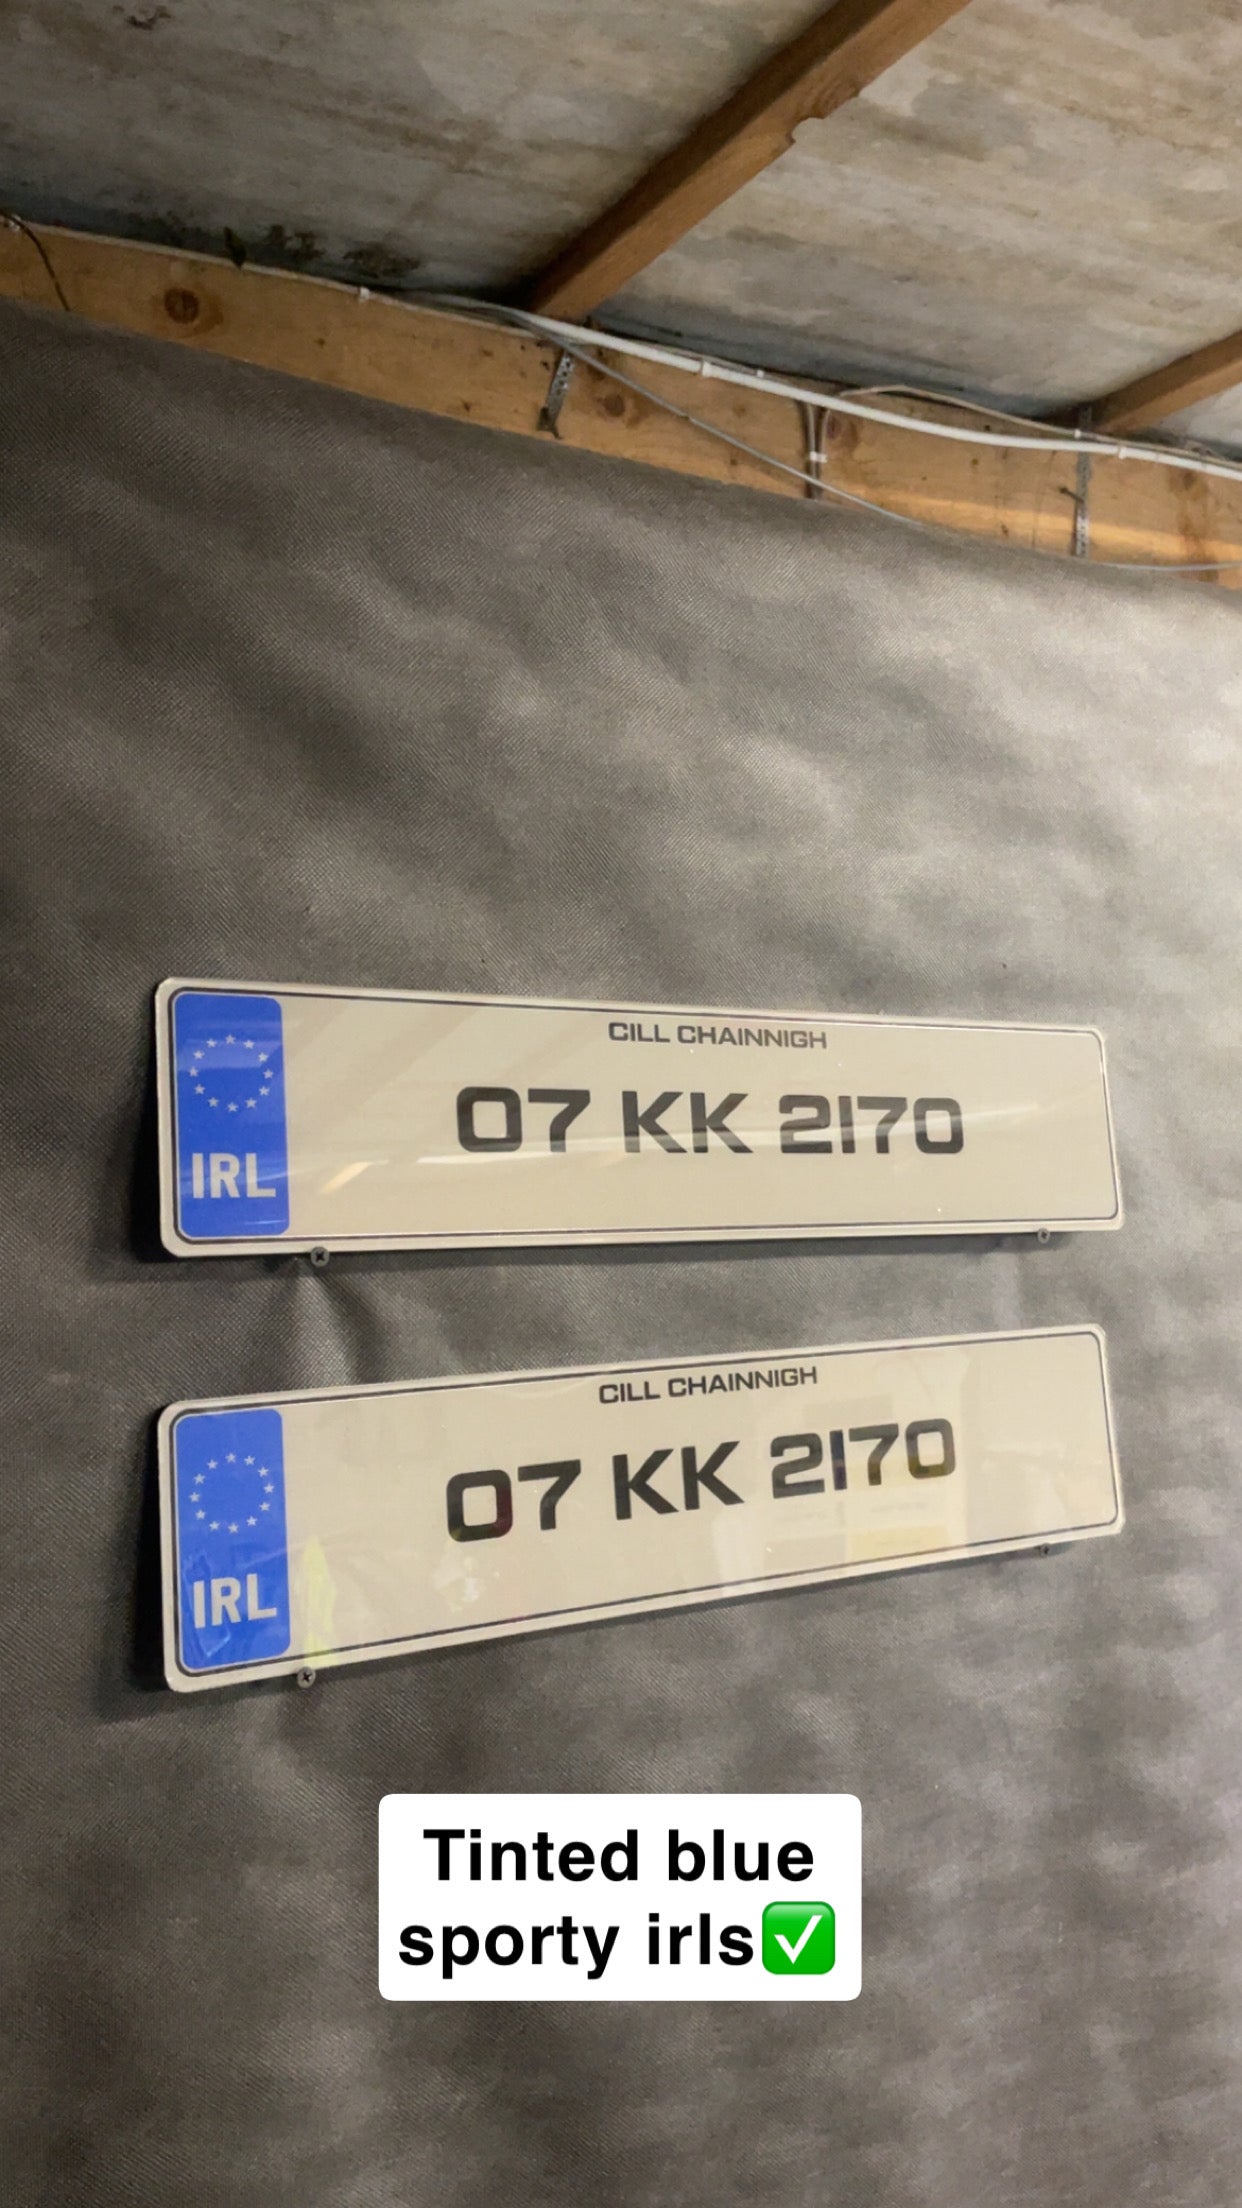 CILL CHAINNIGH
IRL
07 KK 2170
CILL CHAINNIGH
IRL
07 KK 2170
Tinted blue
sporty irls✅